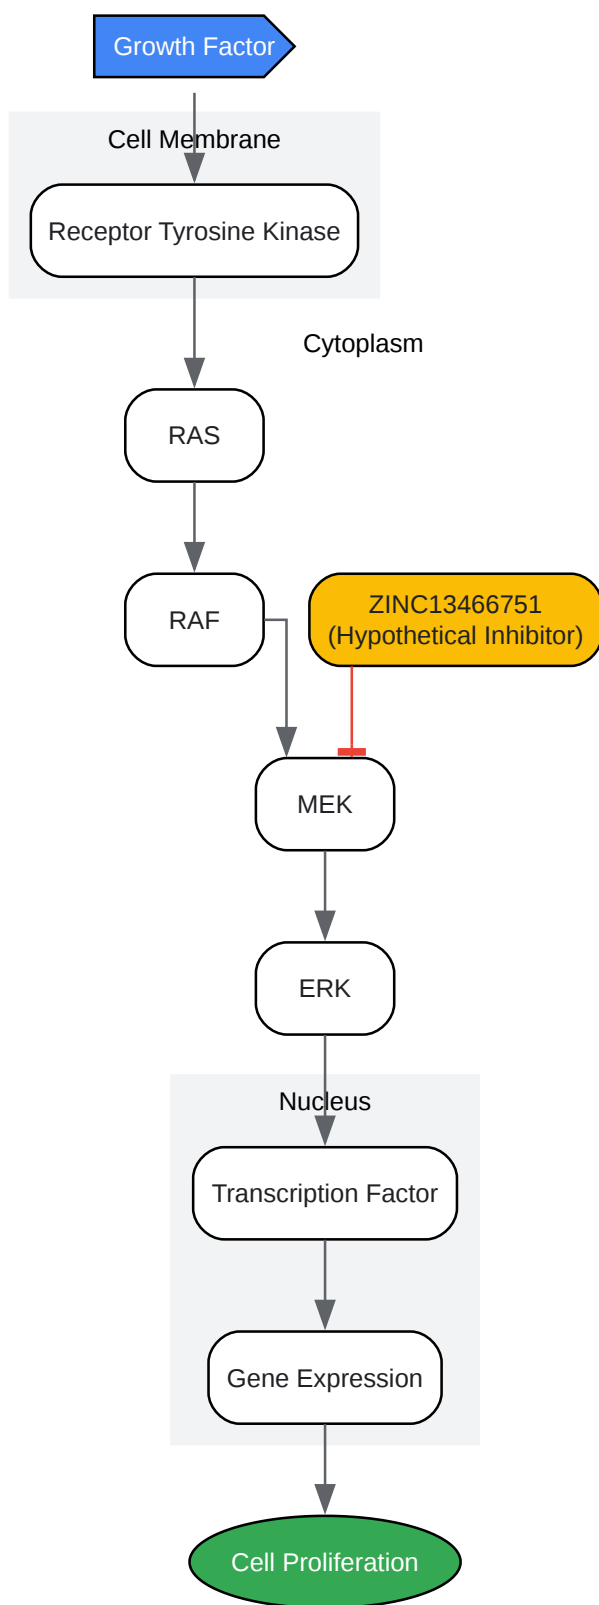 Growth Factor
Cell Membrane
Receptor Tyrosine Kinase
Cytoplasm
RAS
RAF
ZINC13466751
(Hypothetical Inhibitor)
MEK
ERK
Nucleus
Transcription Factor
Gene Expression
Cell Proliferation